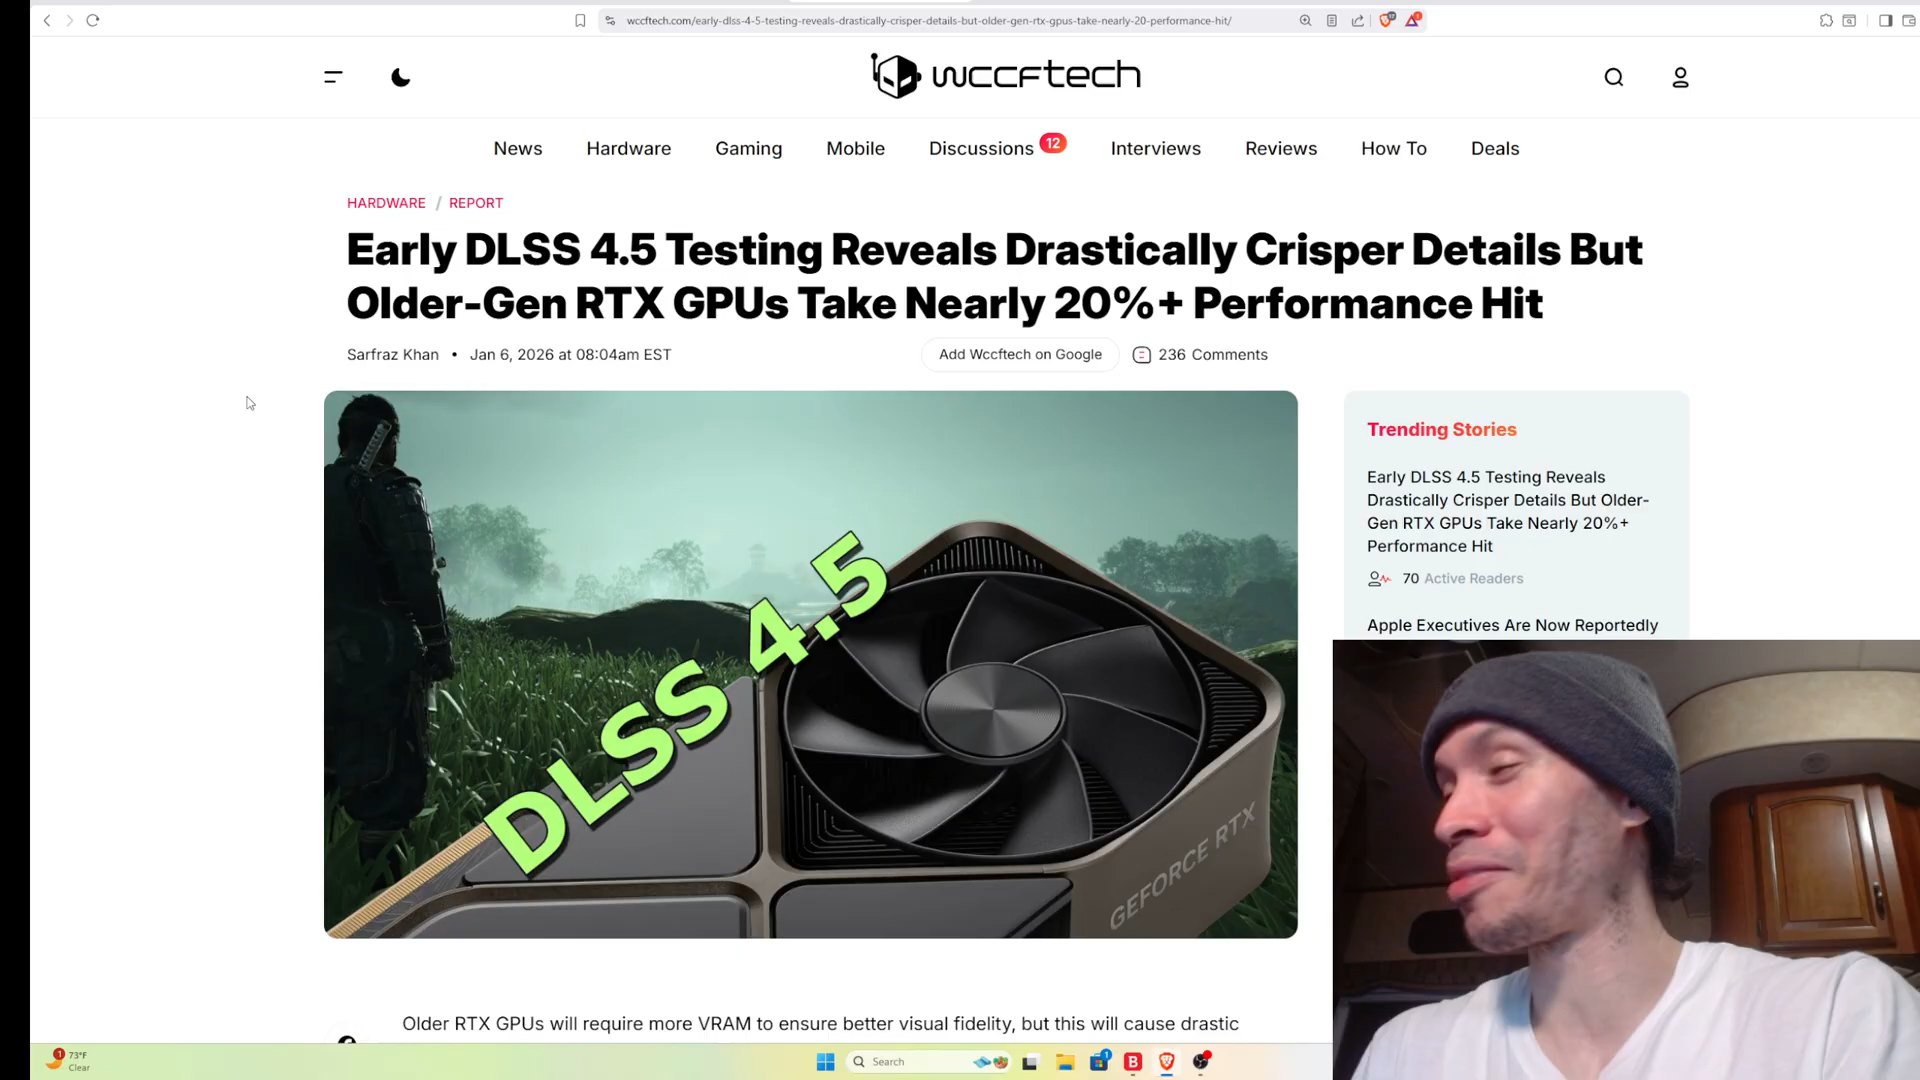 wccftech.com/early-dlss-4-5-testing-reveals-drastically-crisper-details-but-older-gen-rtx-gpus-take-nearly-20-performance-hit/
wccftech
News Hardware Gaming Mobile Discussions 12 Interviews Reviews How To Deals
HARDWARE / REPORT
Early DLSS 4.5 Testing Reveals Drastically Crisper Details But
Older-Gen RTX GPUs Take Nearly 20%+ Performance Hit
Sarfraz Khan • Jan 6, 2026 at 08:04am EST
Add Wccftech on Google
236 Comments
DLSS 4.5
GEFORCE RTX
Trending Stories
Early DLSS 4.5 Testing Reveals
Drastically Crisper Details But Older-
Gen RTX GPUs Take Nearly 20%+
Performance Hit
70 Active Readers
Apple Executives Are Now Reportedly
Older RTX GPUs will require more VRAM to ensure better visual fidelity, but this will cause drastic
1
73°F
Clear
Search
1
B